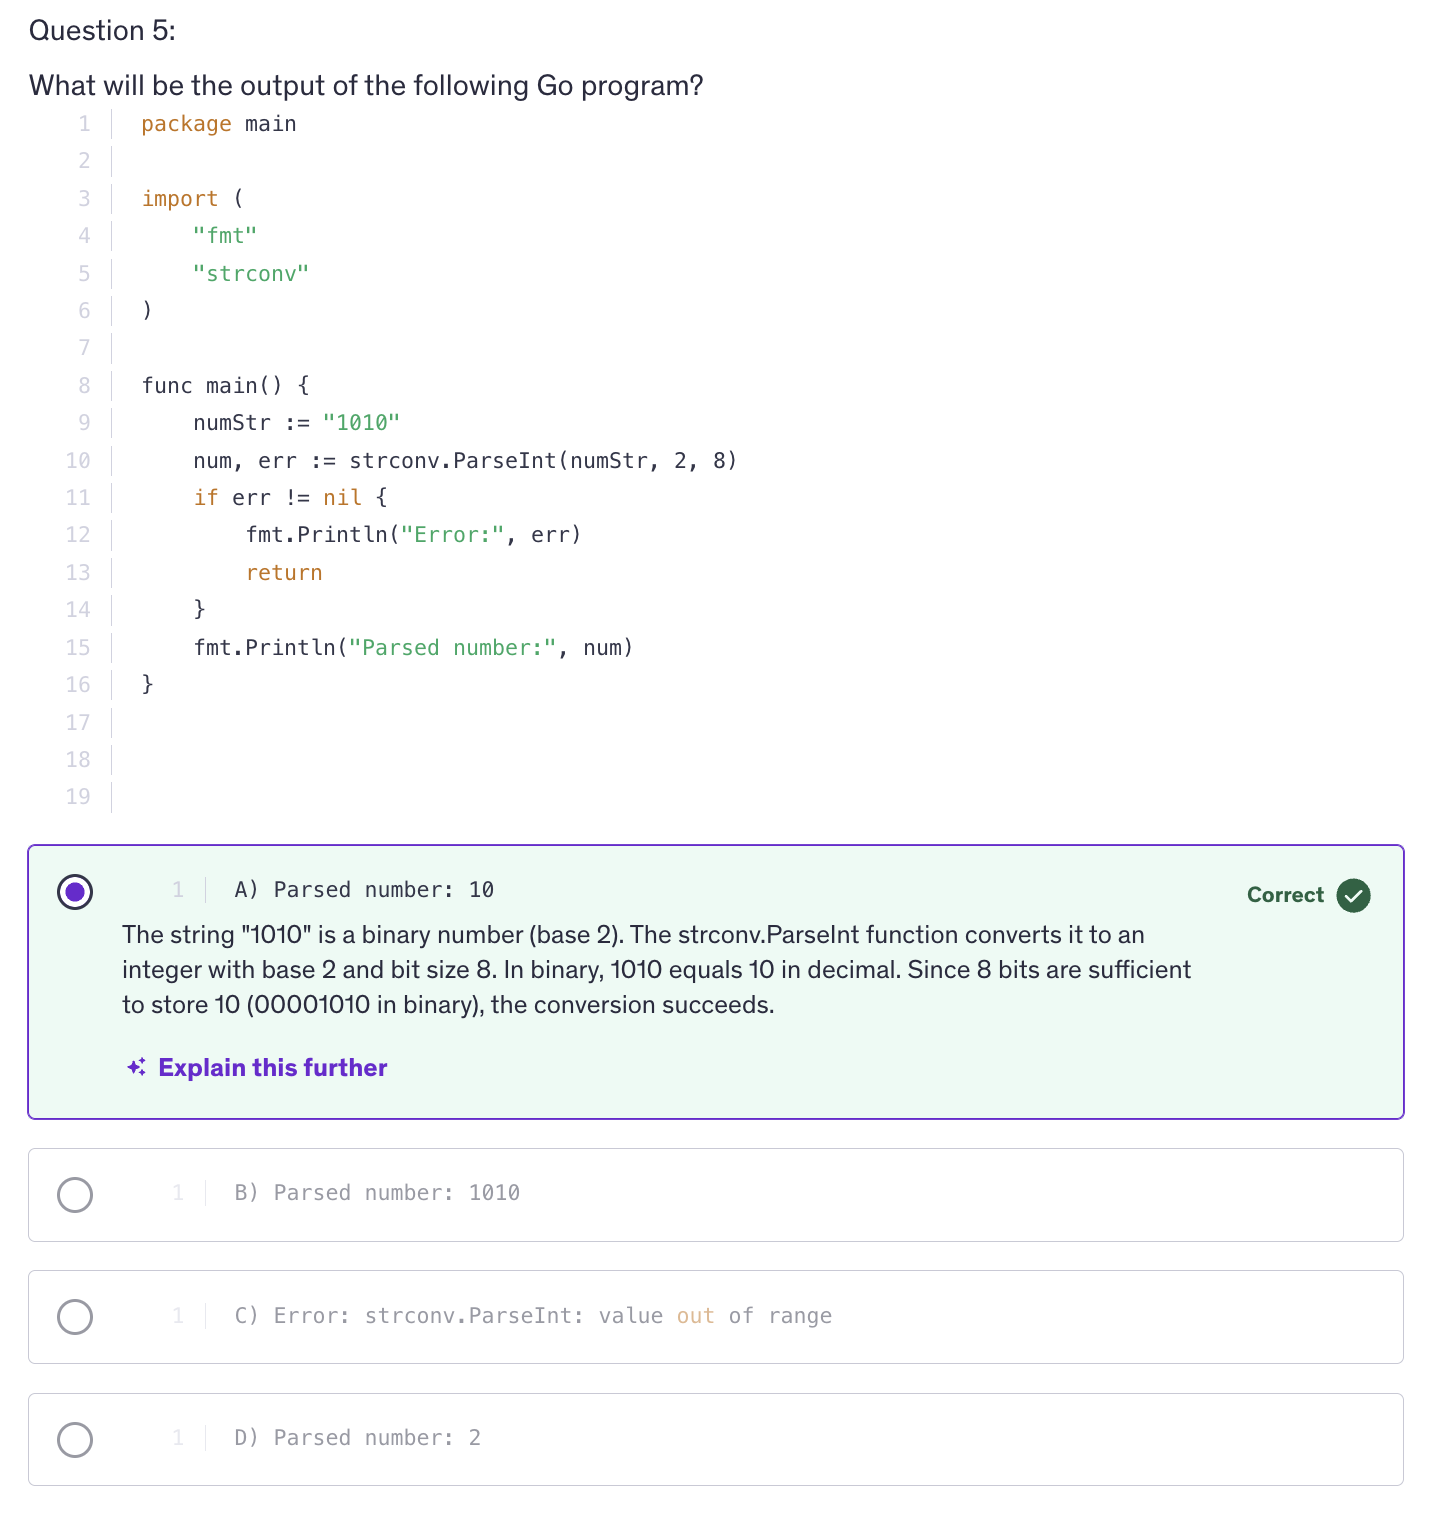 Question 5:
What will be the output of the following Go program?
1 package main
2
3 import (
4     "fmt"
5     "strconv"
6 )
7
8 func main() {
9     numStr := "1010"
10     num, err := strconv.ParseInt(numStr, 2, 8)
11     if err != nil {
12         fmt.Println("Error:", err)
13         return
14     }
15     fmt.Println("Parsed number:", num)
16 }
17
18
19
1 A) Parsed number: 10
Correct
The string "1010" is a binary number (base 2). The strconv.ParseInt function converts it to an
integer with base 2 and bit size 8. In binary, 1010 equals 10 in decimal. Since 8 bits are sufficient
to store 10 (00001010 in binary), the conversion succeeds.
Explain this further
1 B) Parsed number: 1010
1 C) Error: strconv.ParseInt: value out of range
1 D) Parsed number: 2